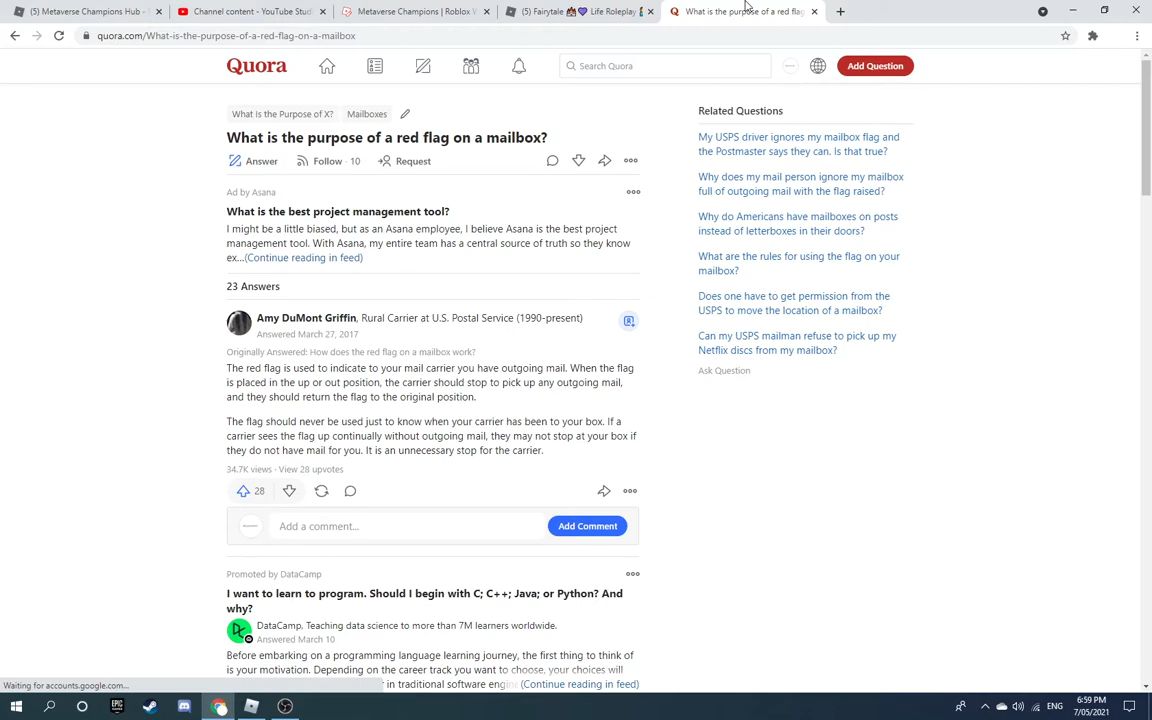 (5) Metaverse Champions Hub -
Channel content - YouTube Stud
Metaverse Champions | Roblox W
(5) Fairytale Life Roleplay
What is the purpose of a red flag
quora.com/What-is-the-purpose-of-a-red-flag-on-a-mailbox
Quora
Search Quora
Add Question
What Is the Purpose of X?
Mailboxes
What is the purpose of a red flag on a mailbox?
Answer
Follow · 10
Request
Ad by Asana
What is the best project management tool?
I might be a little biased, but as an Asana employee, I believe Asana is the best project
management tool. With Asana, my entire team has a central source of truth so they know
ex...(Continue reading in feed)
23 Answers
Amy DuMont Griffin, Rural Carrier at U.S. Postal Service (1990-present)
Answered March 27, 2017
Originally Answered: How does the red flag on a mailbox work?
The red flag is used to indicate to your mail carrier you have outgoing mail. When the flag
is placed in the up or out position, the carrier should stop to pick up any outgoing mail,
and they should return the flag to the original position.
The flag should never be used just to know when your carrier has been to your box. If a
carrier sees the flag up continually without outgoing mail, they may not stop at your box if
they do not have mail for you. It is an unnecessary stop for the carrier.
34.7K views · View 28 upvotes
28
Add a comment...
Add Comment
Promoted by DataCamp
I want to learn to program. Should I begin with C; C++; Java; or Python? And
why?
DataCamp, Teaching data science to more than 7M learners worldwide.
Answered March 10
Before embarking on a programming language learning journey, the first thing to think of
is your motivation. Depending on the career track you want to choose, your choices will
in traditional software engine (Continue reading in feed)
Related Questions
My USPS driver ignores my mailbox flag and
the Postmaster says they can. Is that true?
Why does my mail person ignore my mailbox
full of outgoing mail with the flag raised?
Why do Americans have mailboxes on posts
instead of letterboxes in their doors?
What are the rules for using the flag on your
mailbox?
Does one have to get permission from the
USPS to move the location of a mailbox?
Can my USPS mailman refuse to pick up my
Netflix discs from my mailbox?
Ask Question
Waiting for accounts.google.com...
EPIC
GAMES
ENG
6:59 PM
7/05/2021